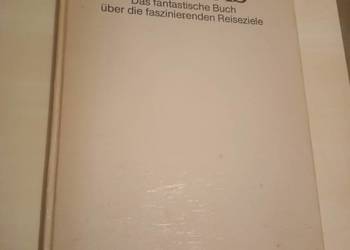 Das fantastische Buch
über die faszinierenden Reiseziele